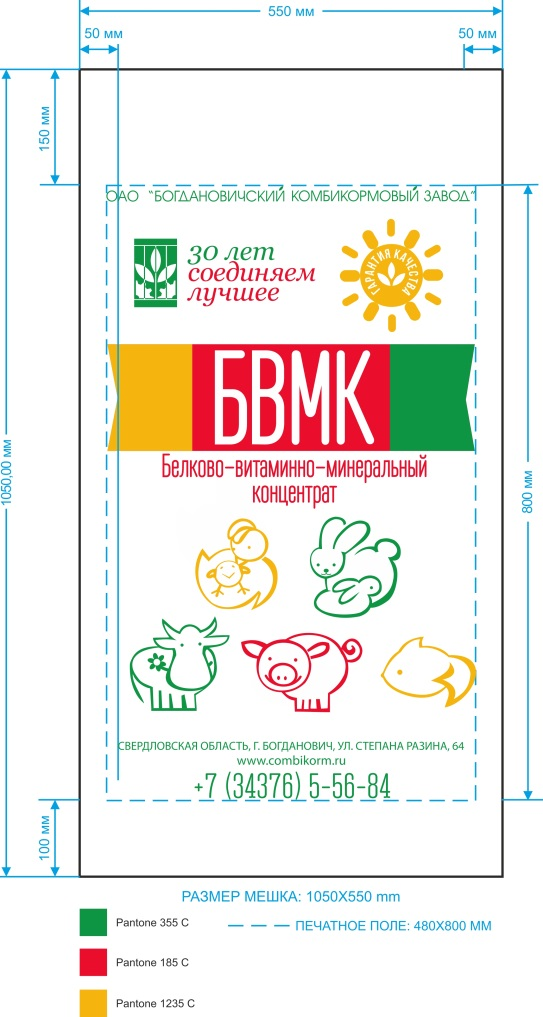 550 мм
50 мм
50 мм
150 мм
ОАО "БОГДАНОВИЧСКИЙ КОМБИКОРМОВЫЙ ЗАВОД"
30 лет
соединяем
лучшее
ГАРАНТИЯ КАЧЕСТВА
БВМК
Белково-витаминно-минеральный
концентрат
1050,00 мм
800 мм
СВЕРДЛОВСКАЯ ОБЛАСТЬ, Г. БОГДАНОВИЧ, УЛ. СТЕПАНА РАЗИНА, 64
www.combikorm.ru
+7 (34376) 5-56-84
100 мм
РАЗМЕР МЕШКА: 1050X550 mm
Pantone 355 C
ПЕЧАТНОЕ ПОЛЕ: 480X800 ММ
Pantone 185 C
Pantone 1235 C